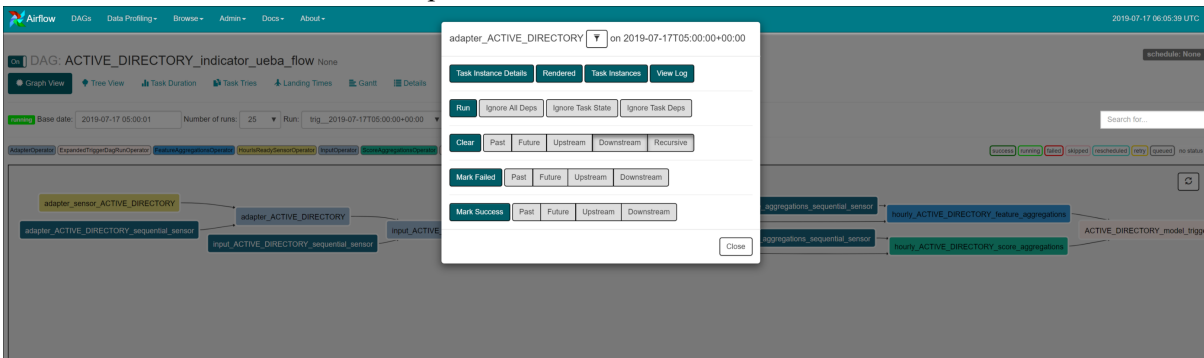 Airflow DAGs Data Profiling Browse Admin Docs About 2019-07-17 06:05:39 UTC
On DAG: ACTIVE_DIRECTORY_indicator_ueba_flow None schedule: None
Graph View Tree View Task Duration Task Tries Landing Times Gantt Details
running Base date: 2019-07-17 05:00:01 Number of runs: 25 Run: trig__2019-07-17T05:00:00+00:00
Search for...
AdapterOperator ExpandedTriggerDagRunOperator FeatureAggregationsOperator HourIsReadySensorOperator InputOperator ScoreAggregationsOperator
success running failed skipped rescheduled retry queued no status
adapter_sensor_ACTIVE_DIRECTORY
adapter_ACTIVE_DIRECTORY_sequential_sensor
adapter_ACTIVE_DIRECTORY
input_ACTIVE_DIRECTORY_sequential_sensor
input_ACTIVE_
aggregations_sequential_sensor
aggregations_sequential_sensor
hourly_ACTIVE_DIRECTORY_feature_aggregations
hourly_ACTIVE_DIRECTORY_score_aggregations
ACTIVE_DIRECTORY_model_trigge
adapter_ACTIVE_DIRECTORY on 2019-07-17T05:00:00+00:00
Task Instance Details Rendered Task Instances View Log
Run Ignore All Deps Ignore Task State Ignore Task Deps
Clear Past Future Upstream Downstream Recursive
Mark Failed Past Future Upstream Downstream
Mark Success Past Future Upstream Downstream
Close